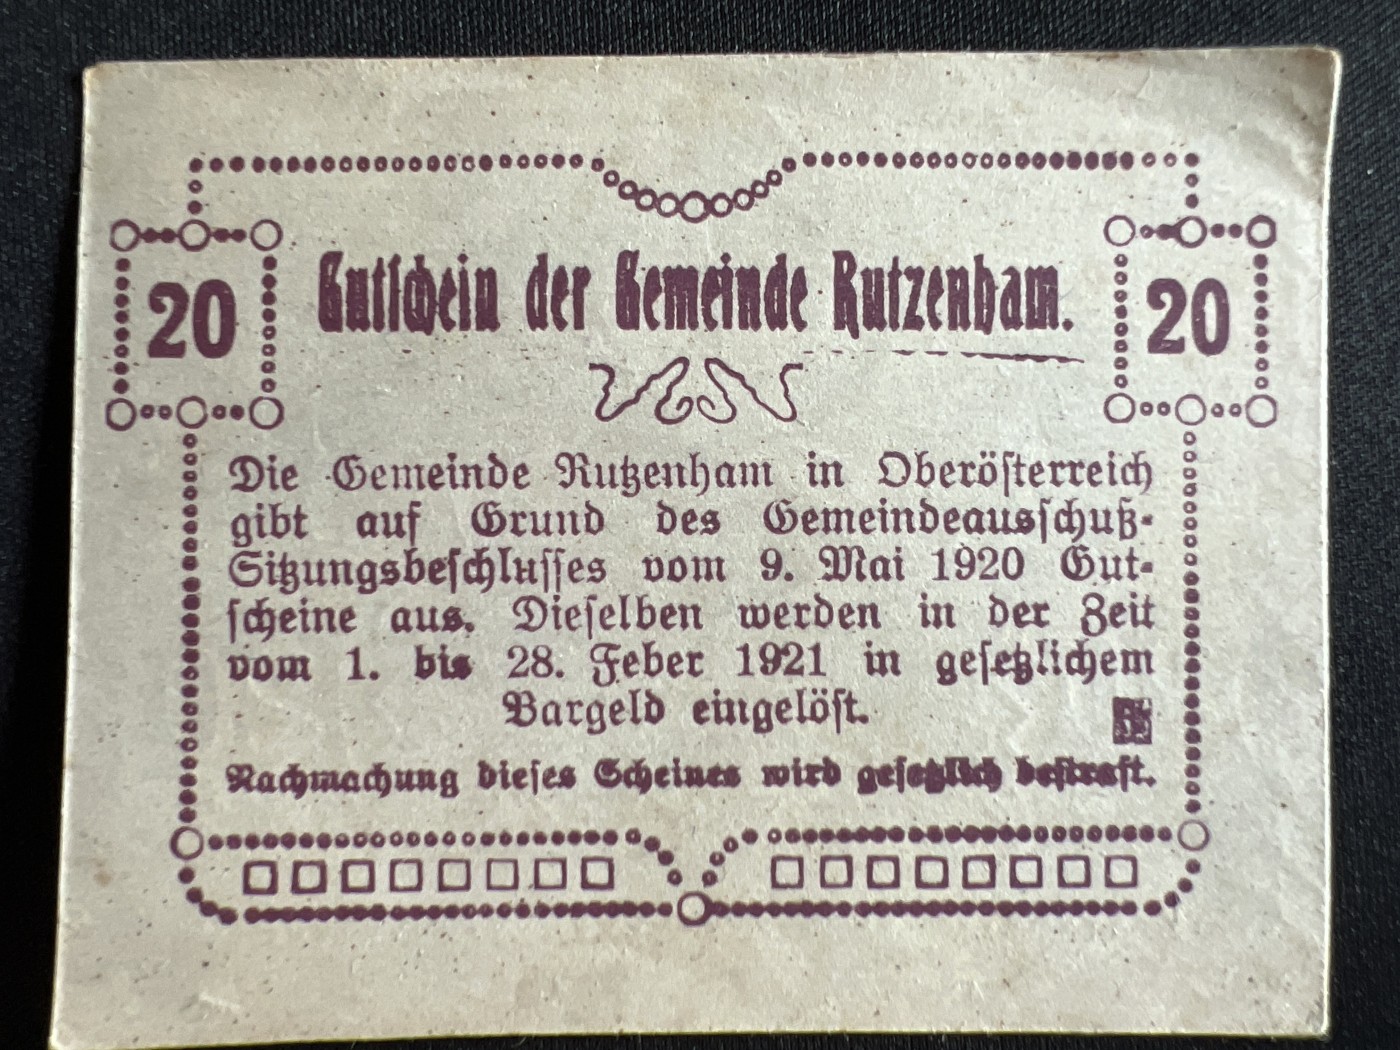 20
Gutschein der Gemeinde Rutzenham.
20
Die Gemeinde Rutzenham in Oberösterreich
gibt auf Grund des Gemeindeausschuß-
Sitzungsbeschlusses vom 9. Mai 1920 Gut-
scheine aus. Dieselben werden in der Zeit
vom 1. bis 28. Feber 1921 in gesetzlichem
Bargeld eingelöst.
Nachmachung dieses Scheines wird gesetzlich bestraft.